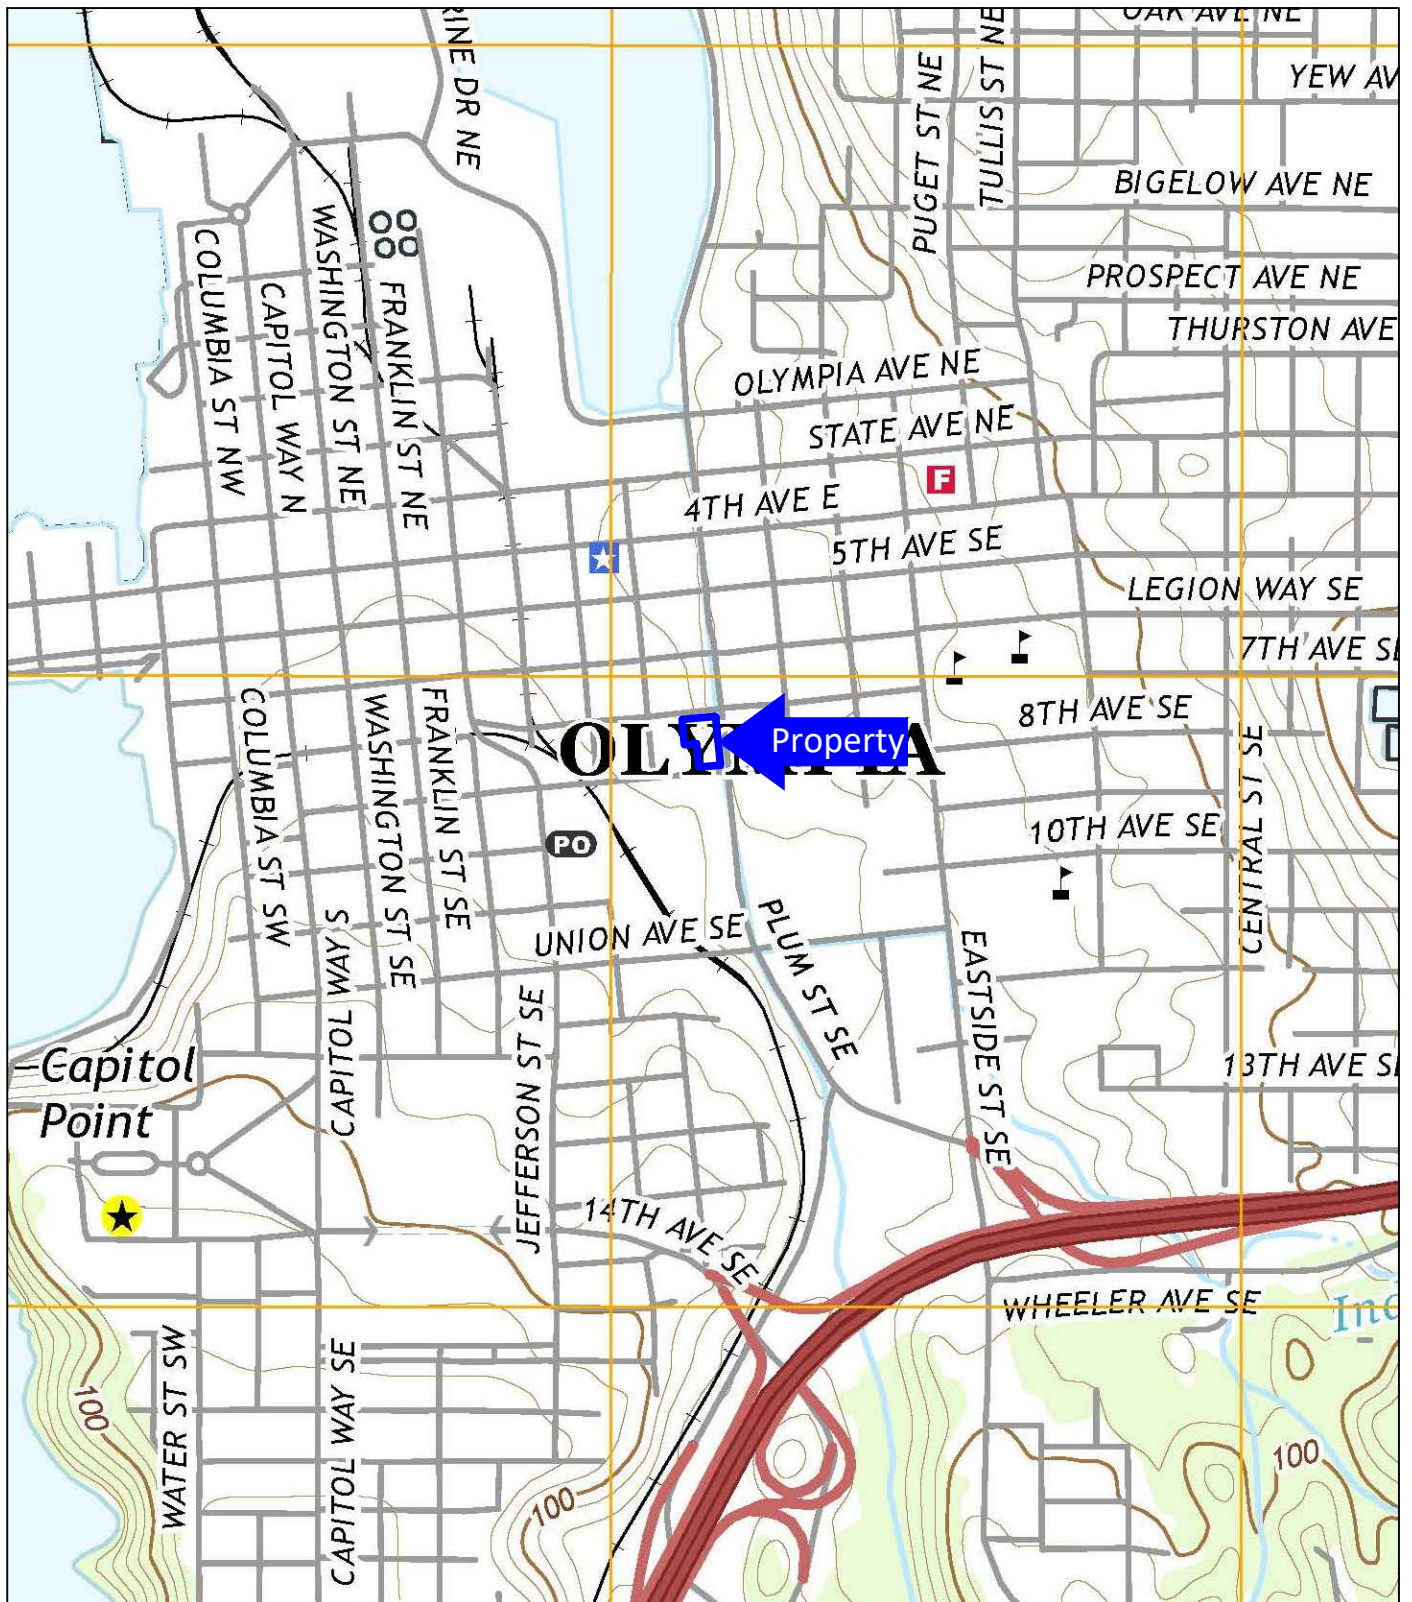 OAK AVE NE
RINE DR NE
PUGET ST NE
TULLIS ST NE
YEW AV
BIGELOW AVE NE
PROSPECT AVE NE
THURSTON AVE
COLUMBIA ST NW
CAPITOL WAY N
WASHINGTON ST NE
FRANKLIN ST NE
OLYMPIA AVE NE
STATE AVE NE
F
4TH AVE E
5TH AVE SE
LEGION WAY SE
7TH AVE SE
COLUMBIA ST SW
WASHINGTON ST SE
FRANKLIN ST SE
OLYMPIA
Property
8TH AVE SE
CENTRAL ST SE
10TH AVE SE
PO
UNION AVE SE
PLUM ST SE
EASTSIDE ST SE
CAPITOL WAY S
JEFFERSON ST SE
13TH AVE SE
Capitol
Point
14TH AVE SE
WHEELER AVE SE
Ind
WATER ST SW
CAPITOL WAY SE
100
100
100